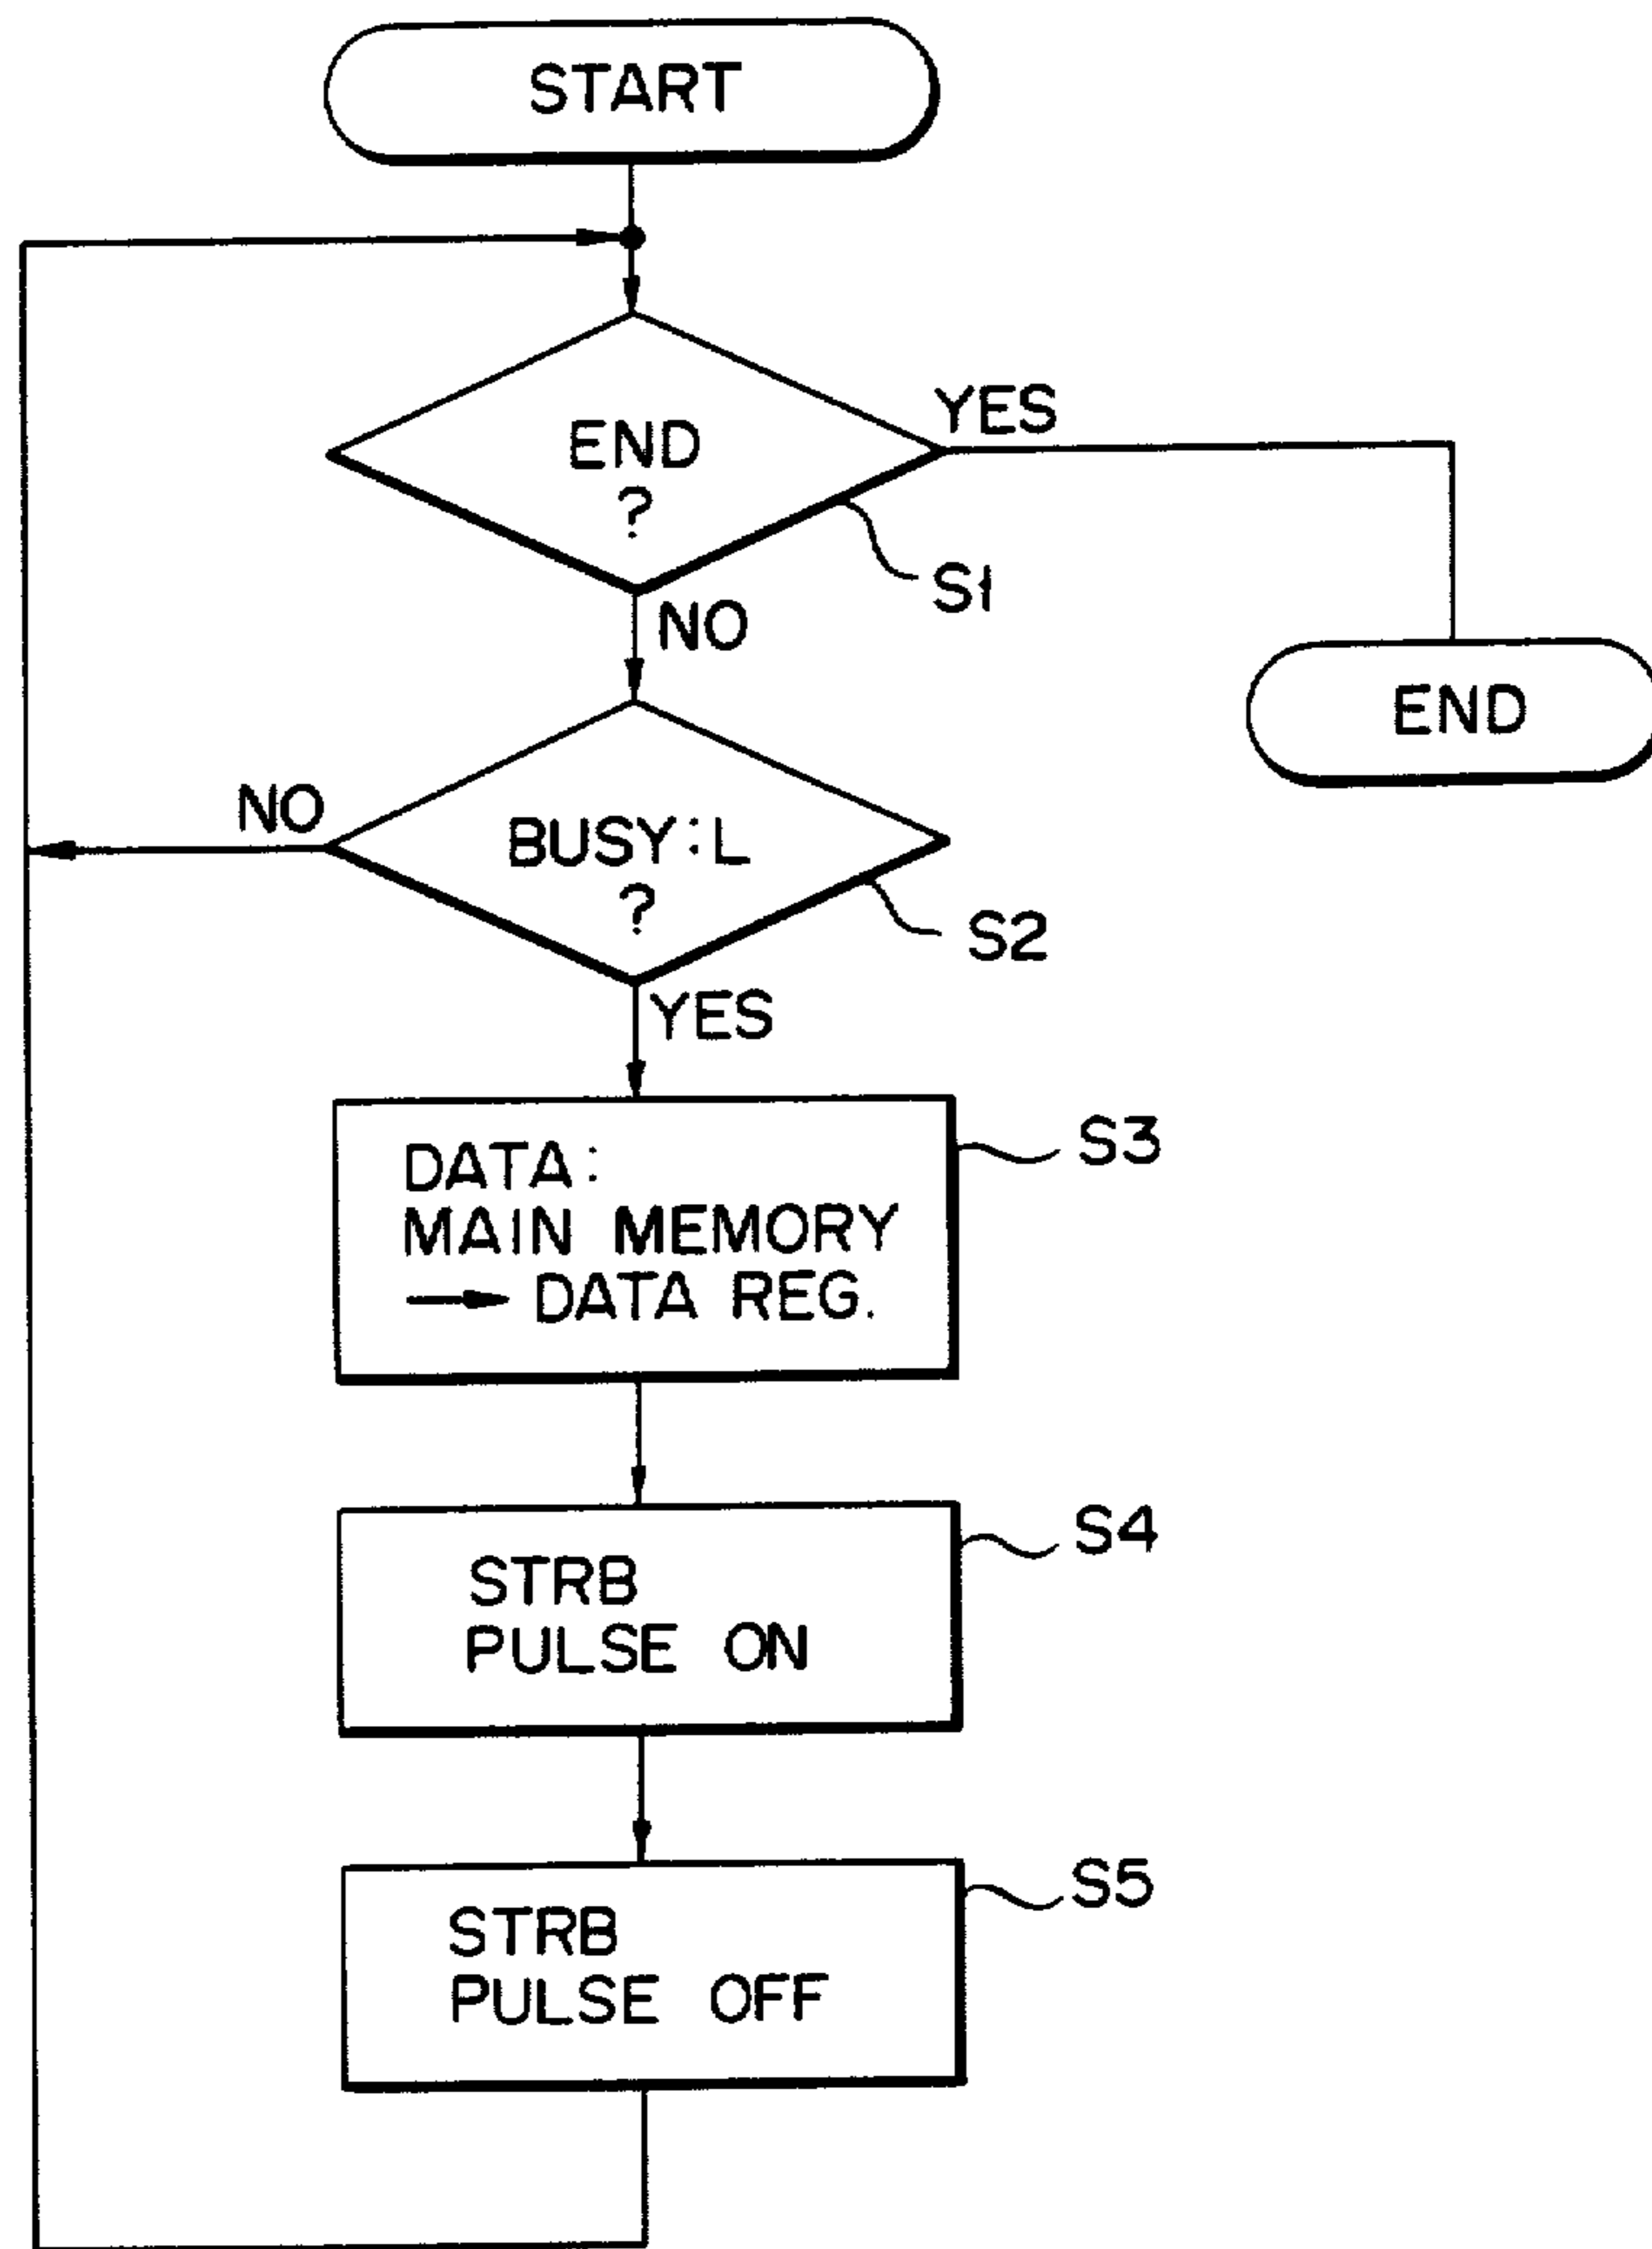 START
END
?
YES
S1
NO
END
NO
BUSY:L
?
S2
YES
DATA:
MAIN MEMORY
→ DATA REG.
S3
STRB
PULSE ON
S4
STRB
PULSE OFF
S5